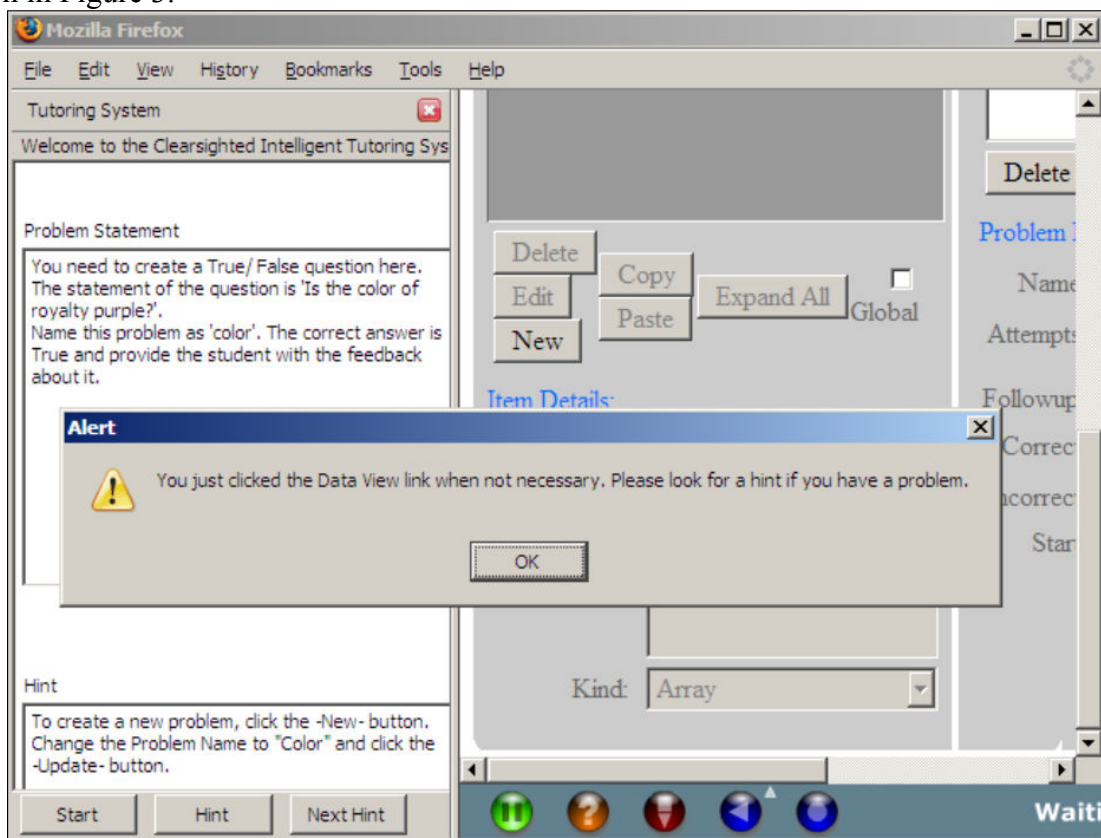 n in Figure 3.
Mozilla Firefox
File Edit View History Bookmarks Tools Help
Tutoring System
Welcome to the Clearsighted Intelligent Tutoring Sys
Problem Statement
You need to create a True/ False question here.
The statement of the question is 'Is the color of
royalty purple?'.
Name this problem as 'color'. The correct answer is
True and provide the student with the feedback
about it.
Hint
To create a new problem, click the -New- button.
Change the Problem Name to "Color" and click the
-Update- button.
Start Hint Next Hint
Delete
Edit
New
Copy
Paste
Expand All
Global
Item Details:
Kind: Array
Delete
Problem
Name
Attempts
Followup
Correc
ncorrec
Star
Alert
You just clicked the Data View link when not necessary. Please look for a hint if you have a problem.
OK
Waiti